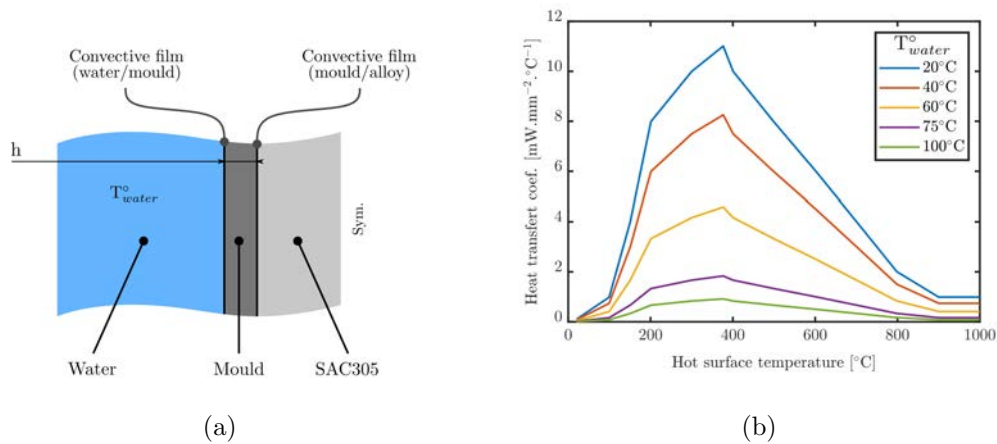 Convective film
(water/mould)
Convective film
(mould/alloy)
h
T°water
Sym.
Water
Mould
SAC305
(a)
Heat transfert coef. [mW.mm⁻².°C⁻¹]
12
10
8
6
4
2
0
0
200
400
600
800
1000
Hot surface temperature [°C]
T°water
20°C
40°C
60°C
75°C
100°C
(b)